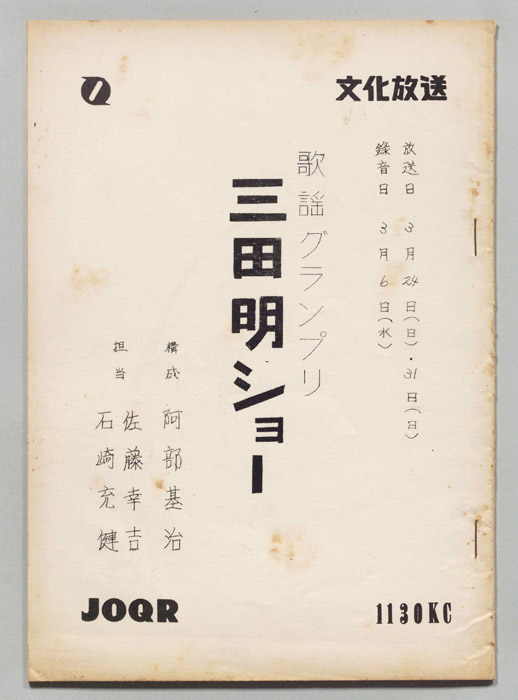 文化放送
放送日 3月24日(日)・31日(日)
録音日 3月6日(水)
歌謡グランプリ
三田明ショー
構成 阿部基治
担当 佐藤幸吉
石崎充健
JOQR
1130KC